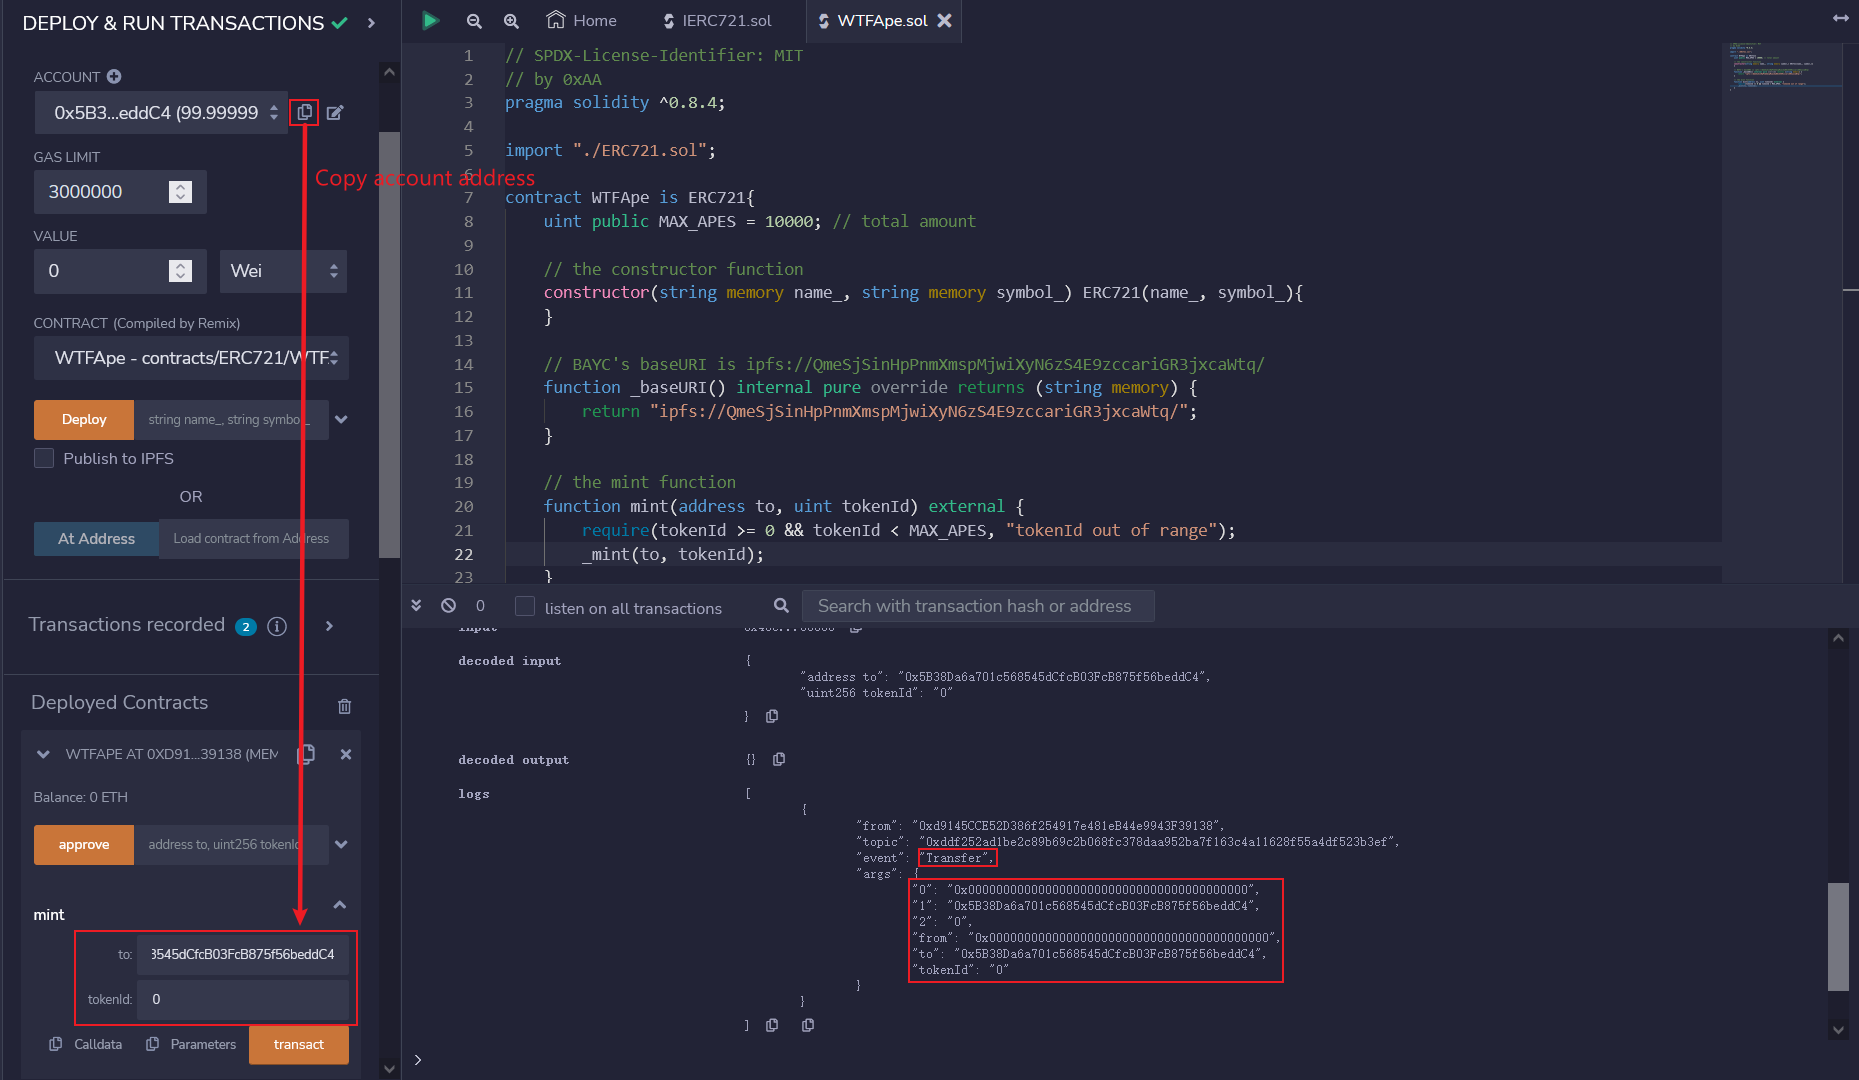 DEPLOY & RUN TRANSACTIONS
ACCOUNT
0x5B3...eddC4 (99.99999
Copy account address
GAS LIMIT
3000000
VALUE
0
Wei
CONTRACT (Compiled by Remix)
WTFApe - contracts/ERC721/WTF
Deploy
string name_, string symbol_
Publish to IPFS
OR
At Address
Load contract from Address
Transactions recorded 2 i
Deployed Contracts
WTFAPE AT 0XD91...39138 (MEM
Balance: 0 ETH
approve
address to, uint256 tokenId
mint
to: 3545dCfcB03FcB875f56beddC4
tokenId: 0
Calldata
Parameters
transact
Home
IERC721.sol
WTFApe.sol
1 // SPDX-License-Identifier: MIT
2 // by 0xAA
3 pragma solidity ^0.8.4;
4
5 import "./ERC721.sol";
6
7 contract WTFApe is ERC721{
8 uint public MAX_APES = 10000; // total amount
9
10 // the constructor function
11 constructor(string memory name_, string memory symbol_) ERC721(name_, symbol_){
12 }
13
14 // BAYC's baseURI is ipfs://QmeSjSinHpPnmXmspMjwiXyN6zS4E9zccariGR3jxcaWtq/
15 function _baseURI() internal pure override returns (string memory) {
16 return "ipfs://QmeSjSinHpPnmXmspMjwiXyN6zS4E9zccariGR3jxcaWtq/";
17 }
18
19 // the mint function
20 function mint(address to, uint tokenId) external {
21 require(tokenId >= 0 && tokenId < MAX_APES, "tokenId out of range");
22 _mint(to, tokenId);
23 }
0
listen on all transactions
Search with transaction hash or address
input
decoded input {
"address to": "0x5B38Da6a701c568545dCfcB03FcB875f56beddC4",
"uint256 tokenId": "0"
}
decoded output {}
logs [
{
"from": "0xd9145CCE52D386f254917e481eB44e9943F39138",
"topic": "0xddf252ad1be2c89b69c2b068fc378daa952ba7f163c4a11628f55a4df523b3ef",
"event": "Transfer",
"args": {
"0": "0x0000000000000000000000000000000000000000",
"1": "0x5B38Da6a701c568545dCfcB03FcB875f56beddC4",
"2": "0",
"from": "0x0000000000000000000000000000000000000000",
"to": "0x5B38Da6a701c568545dCfcB03FcB875f56beddC4",
"tokenId": "0"
}
}
]
>